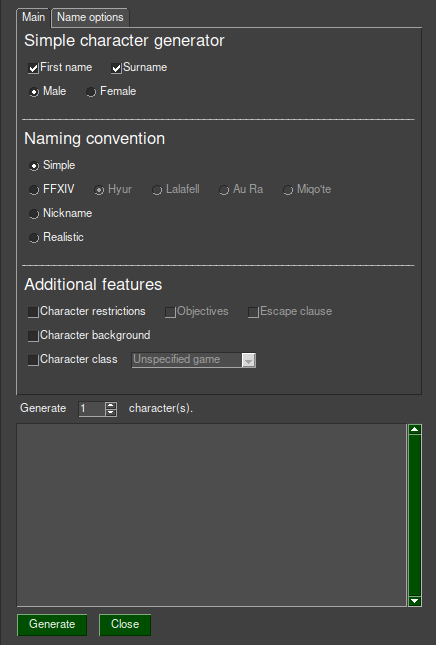 Main Name options
Simple character generator
First name Surname
Male Female
Naming convention
Simple
FFXIV Hyur Lalafell Au Ra Miqo'te
Nickname
Realistic
Additional features
Character restrictions Objectives Escape clause
Character background
Character class Unspecified game
Generate 1 character(s).
Generate Close